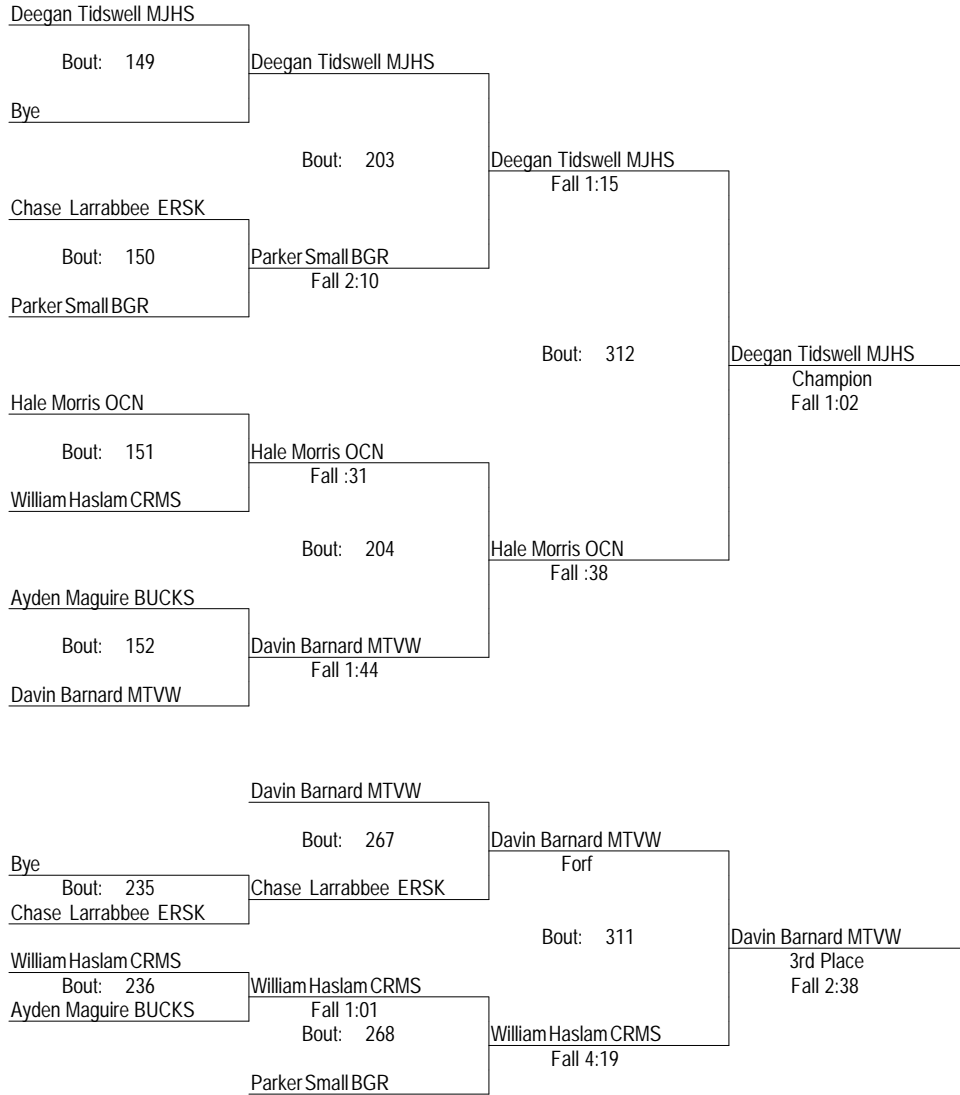 Deegan Tidswell MJHS
Bout: 149
Deegan Tidswell MJHS
Bye
Bout: 203
Deegan Tidswell MJHS
Fall 1:15
Chase Larrabbee ERSK
Bout: 150
Parker Small BGR
Fall 2:10
Parker Small BGR
Bout: 312
Deegan Tidswell MJHS
Champion
Fall 1:02
Hale Morris OCN
Bout: 151
Hale Morris OCN
Fall :31
William Haslam CRMS
Bout: 204
Hale Morris OCN
Fall :38
Ayden Maguire BUCKS
Bout: 152
Davin Barnard MTVW
Fall 1:44
Davin Barnard MTVW
Davin Barnard MTVW
Bout: 267
Davin Barnard MTVW
Forf
Bye
Bout: 235
Chase Larrabbee ERSK
Chase Larrabbee ERSK
Bout: 311
Davin Barnard MTVW
3rd Place
Fall 2:38
William Haslam CRMS
Bout: 236
William Haslam CRMS
Ayden Maguire BUCKS
Fall 1:01
Bout: 268
William Haslam CRMS
Fall 4:19
Parker Small BGR